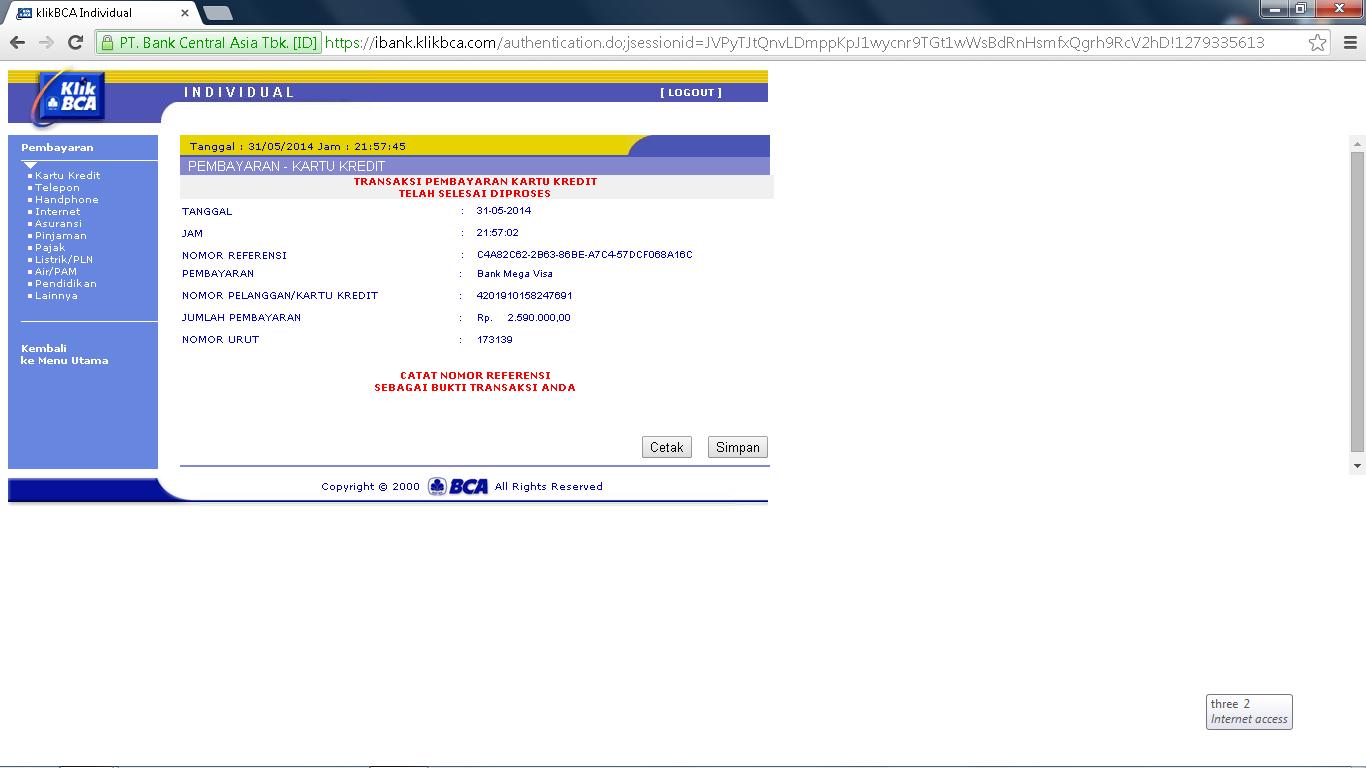 klikBCA Individual
PT. Bank Central Asia Tbk. [ID] https://ibank.klikbca.com/authentication.do;jsessionid=JVPyTJtQnvLDmppKpJ1wycnr9TGt1wWsBdRnHsmfxQgrh9RcV2hD!1279335613
Klik BCA
INDIVIDUAL
[ LOGOUT ]
Pembayaran
Kartu Kredit
Telepon
Handphone
Internet
Asuransi
Pinjaman
Pajak
Listrik/PLN
Air/PAM
Pendidikan
Lainnya
Kembali
ke Menu Utama
Tanggal : 31/05/2014 Jam : 21:57:45
PEMBAYARAN - KARTU KREDIT
TRANSAKSI PEMBAYARAN KARTU KREDIT
TELAH SELESAI DIPROSES
TANGGAL : 31-05-2014
JAM : 21:57:02
NOMOR REFERENSI : C4A82C62-2B63-86BE-A7C4-57DCF068A16C
PEMBAYARAN : Bank Mega Visa
NOMOR PELANGGAN/KARTU KREDIT : 4201910158247691
JUMLAH PEMBAYARAN : Rp. 2.590.000,00
NOMOR URUT : 173139
CATAT NOMOR REFERENSI
SEBAGAI BUKTI TRANSAKSI ANDA
Cetak Simpan
Copyright © 2000 BCA All Rights Reserved
three 2
Internet access